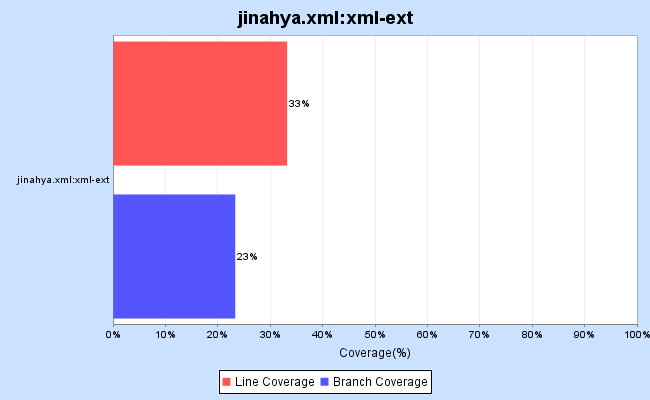 jinahya.xml:xml-ext
33%
jinahya.xml:xml-ext
23%
0% 10% 20% 30% 40% 50% 60% 70% 80% 90% 100%
Coverage(%)
Line Coverage Branch Coverage